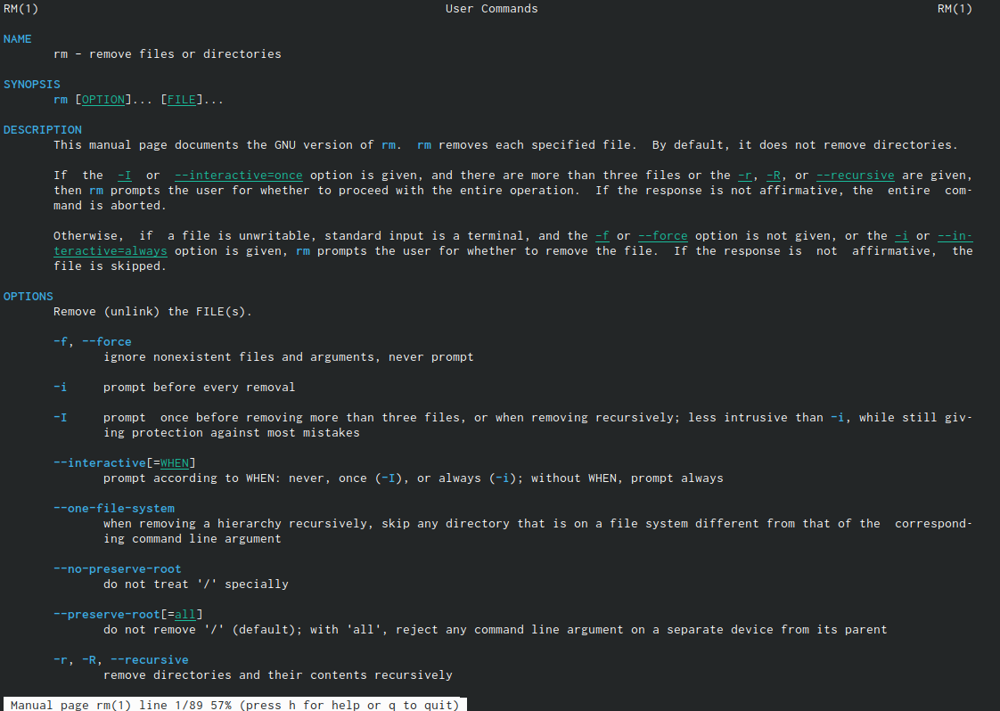 RM(1) User Commands RM(1)
NAME
rm - remove files or directories
SYNOPSIS
rm [OPTION]... [FILE]...
DESCRIPTION
This manual page documents the GNU version of rm.  rm removes each specified file.  By default, it does not remove directories.
If  the  -I  or  --interactive=once option is given, and there are more than three files or the -r, -R, or --recursive are given,
then rm prompts the user for whether to proceed with the entire operation.  If the response is not affirmative, the  entire  com-
mand is aborted.
Otherwise,  if  a file is unwritable, standard input is a terminal, and the -f or --force option is not given, or the -i or --in-
teractive=always option is given, rm prompts the user for whether to remove the file.  If the response is  not  affirmative,  the
file is skipped.
OPTIONS
Remove (unlink) the FILE(s).
-f, --force
ignore nonexistent files and arguments, never prompt
-i     prompt before every removal
-I     prompt  once before removing more than three files, or when removing recursively; less intrusive than -i, while still giv-
ing protection against most mistakes
--interactive[=WHEN]
prompt according to WHEN: never, once (-I), or always (-i); without WHEN, prompt always
--one-file-system
when removing a hierarchy recursively, skip any directory that is on a file system different from that of the  correspond-
ing command line argument
--no-preserve-root
do not treat '/' specially
--preserve-root[=all]
do not remove '/' (default); with 'all', reject any command line argument on a separate device from its parent
-r, -R, --recursive
remove directories and their contents recursively
Manual page rm(1) line 1/89 57% (press h for help or q to quit)